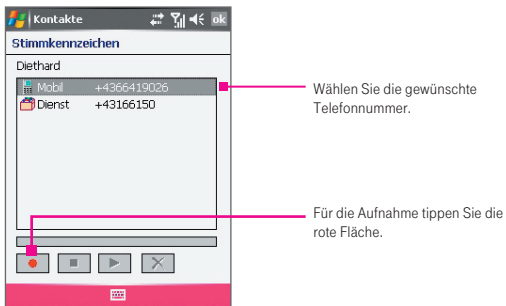 Kontakte ok
Stimmkennzeichen
Diethard
Mobil +4366419026
Dienst +43166150
Wählen Sie die gewünschte
Telefonnummer.
Für die Aufnahme tippen Sie die
rote Fläche.